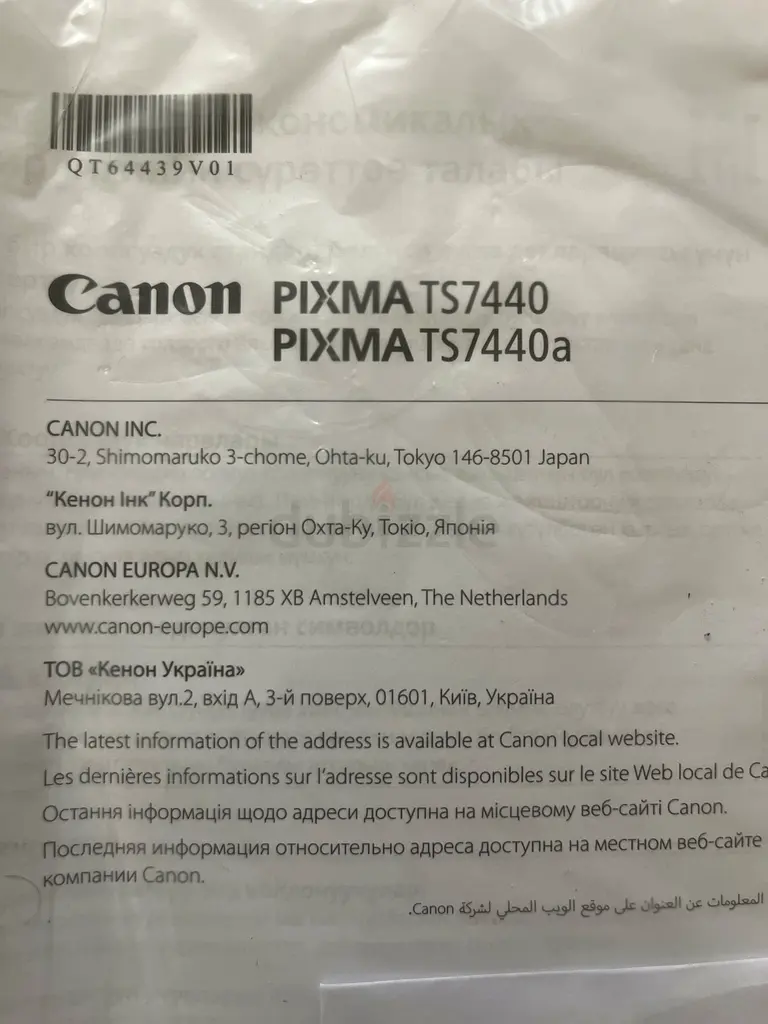 QT64439V01
Canon PIXMA TS7440
PIXMA TS7440a
CANON INC.
30-2, Shimomaruko 3-chome, Ohta-ku, Tokyo 146-8501 Japan
“Кенон Інк” Корп.
вул. Шимомаруко, 3, регіон Охта-Ку, Токіо, Японія
dubizzle
CANON EUROPA N.V.
Bovenkerkerweg 59, 1185 XB Amstelveen, The Netherlands
www.canon-europe.com
ТОВ «Кенон Україна»
Мечнікова вул.2, вхід А, 3-й поверх, 01601, Київ, Україна
The latest information of the address is available at Canon local website.
Les dernières informations sur l’adresse sont disponibles sur le site Web local de Ca
Остання інформація щодо адреси доступна на місцевому веб-сайті Canon.
Последняя информация относительно адреса доступна на местном веб-сайте
компании Canon.
المعلومات عن العنوان على موقع الويب المحلي لشركة Canon.